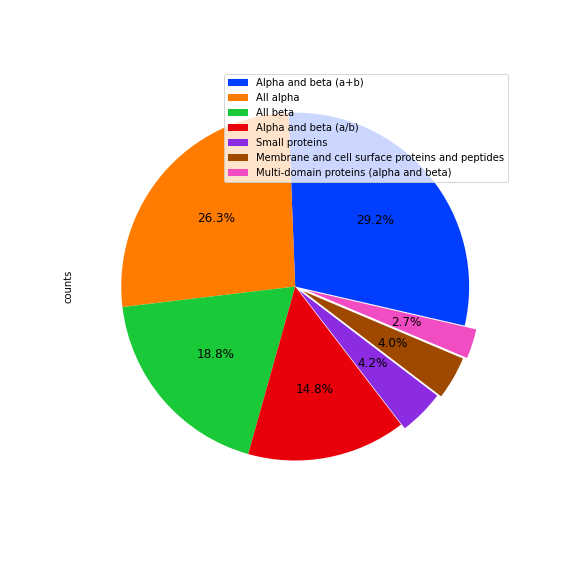 Alpha and beta (a+b)
All alpha
All beta
Alpha and beta (a/b)
Small proteins
Membrane and cell surface proteins and peptides
Multi-domain proteins (alpha and beta)
26.3%
29.2%
counts
2.7%
4.0%
18.8%
4.2%
14.8%